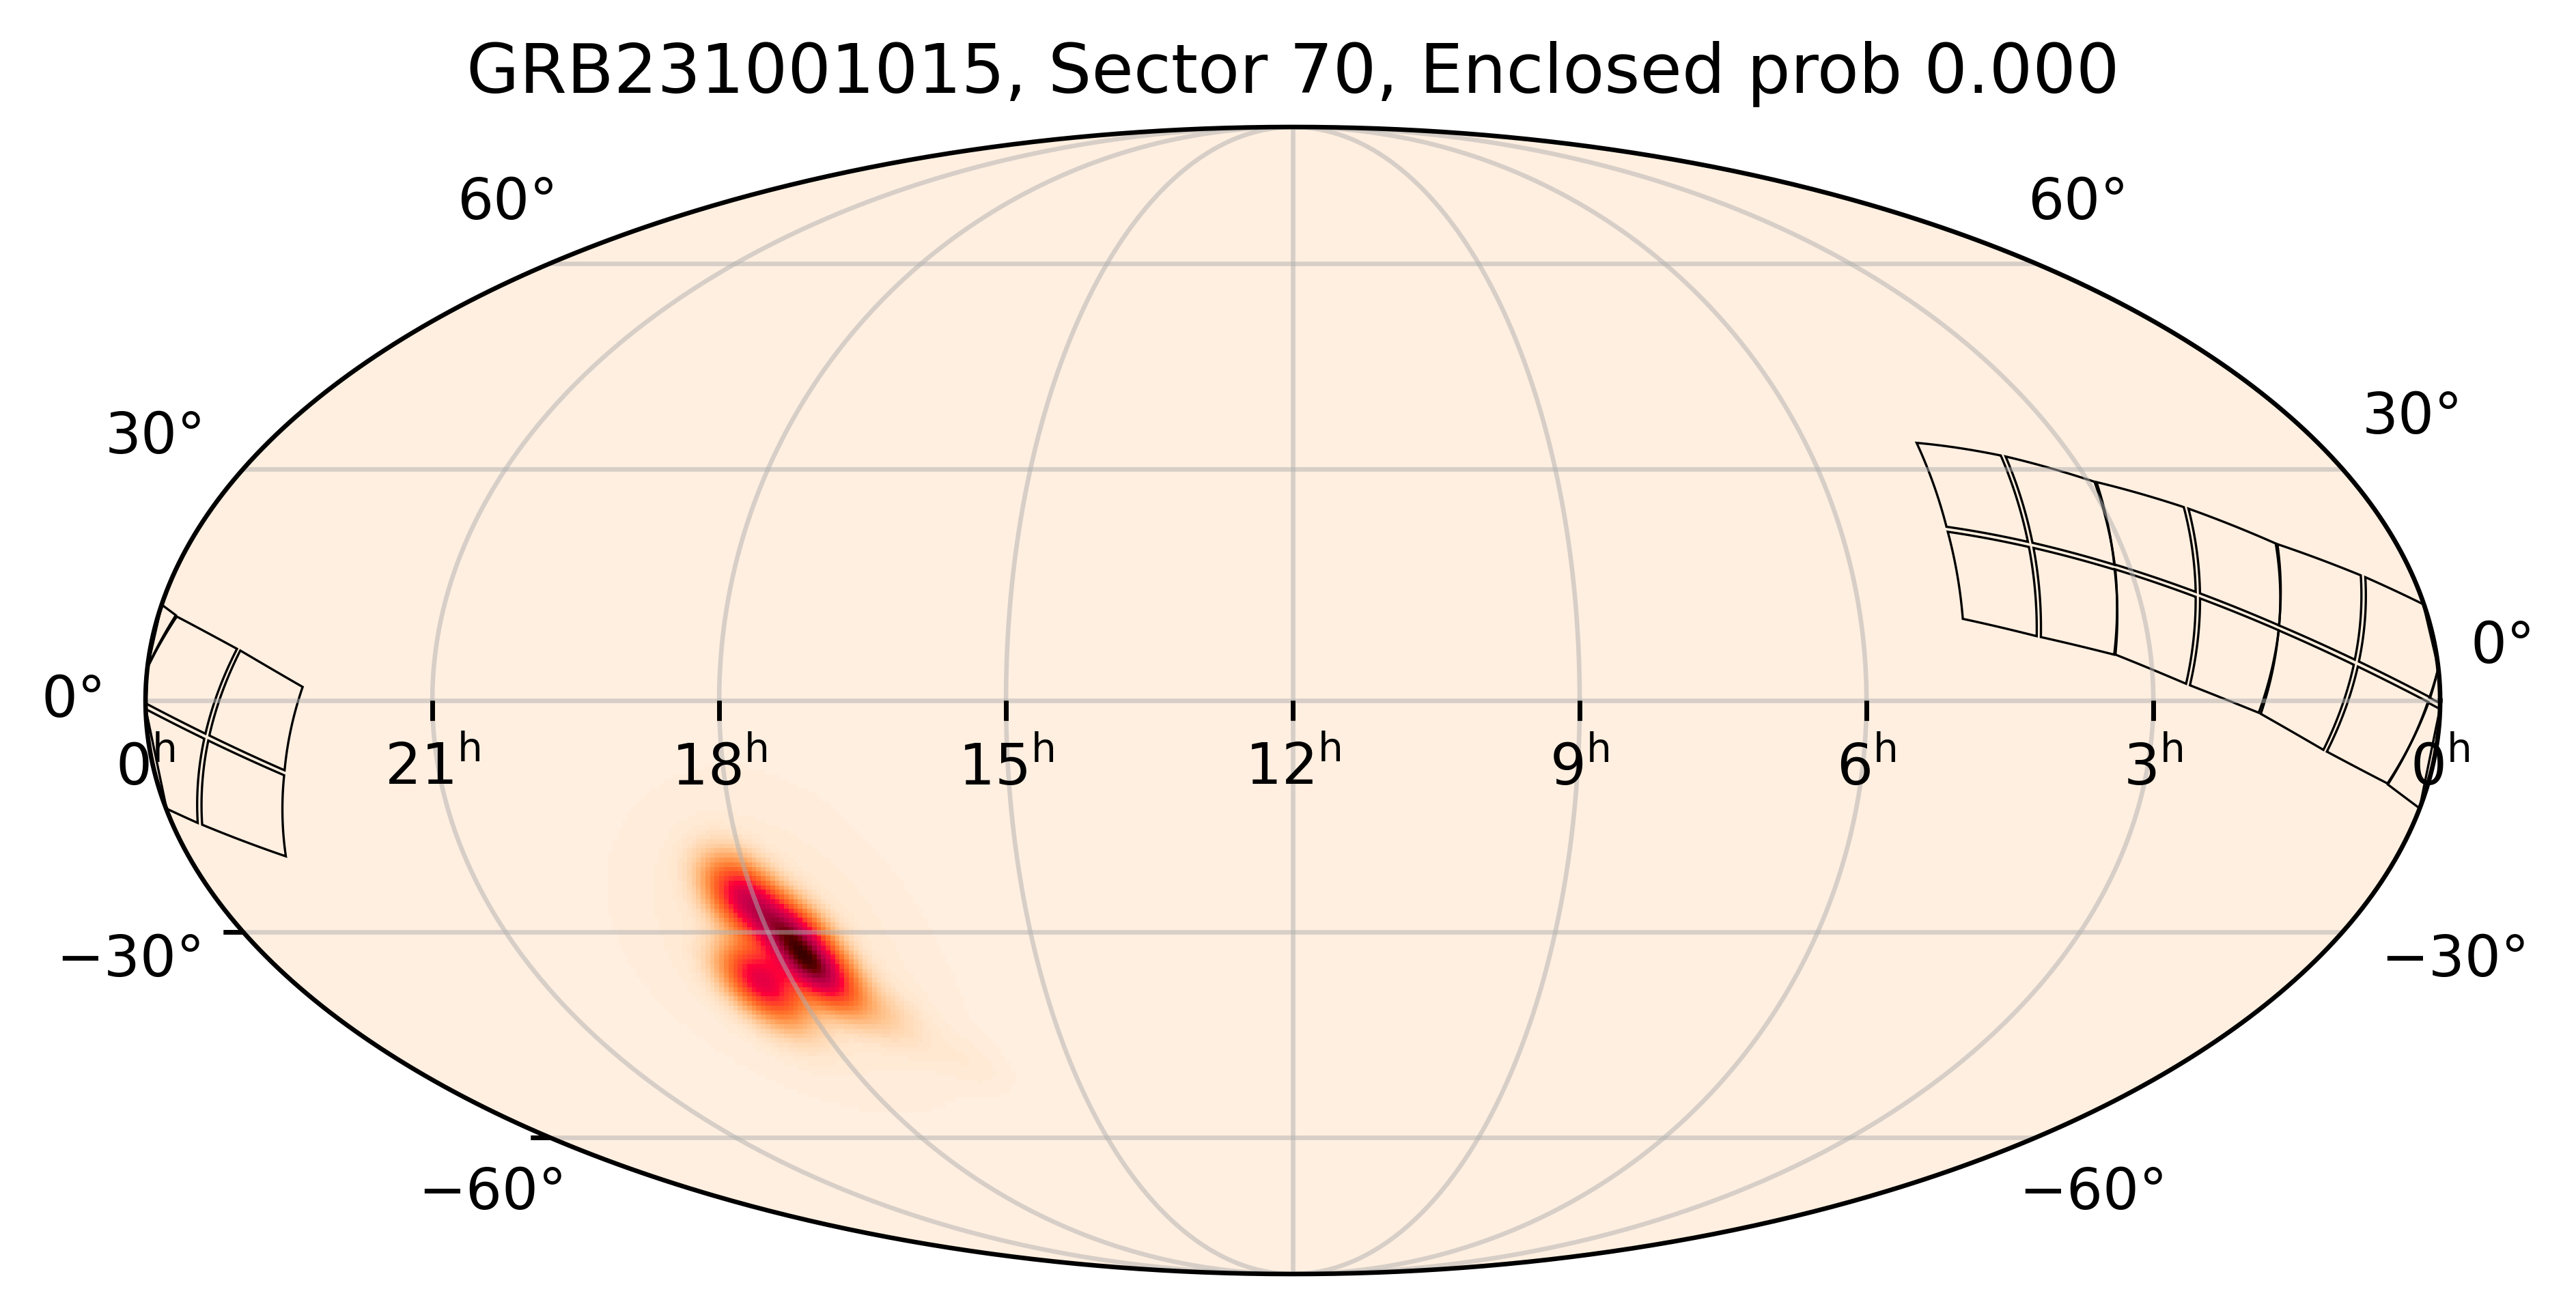 GRB231001015, Sector 70, Enclosed prob 0.000
60° 60°
30° 30°
0° 0°
0h 21h 18h 15h 12h 9h 6h 3h 0h
−30° −30°
−60° −60°